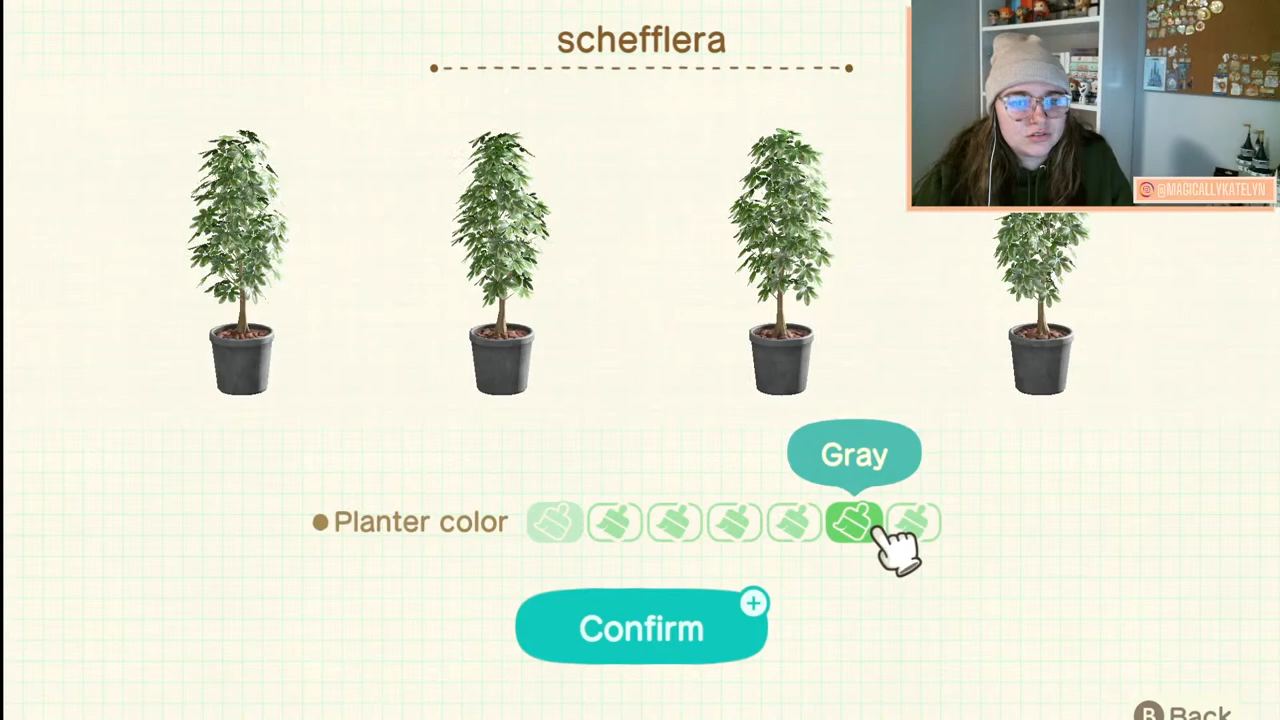 schefflera
@MAGICALLYKATELYN
Gray
Planter color
Confirm
B Back